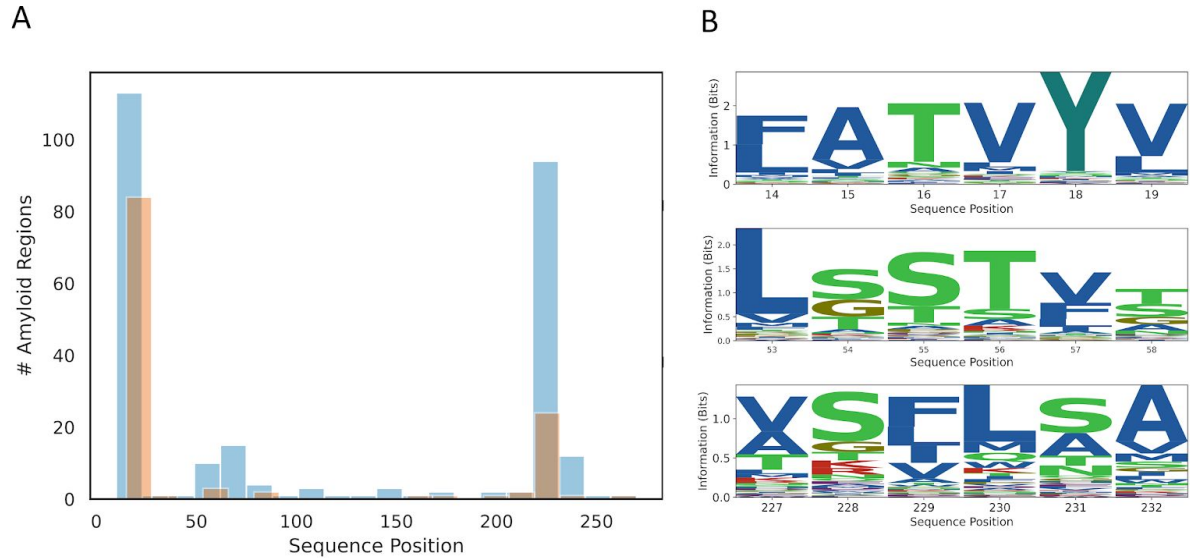 A
# Amyloid Regions
100
80
60
40
20
0
0 50 100 150 200 250
Sequence Position
B
Information (Bits)
2
1
0
F A T V Y V
L
14 15 16 17 18 19
Sequence Position
Information (Bits)
2.0
1.5
1.0
0.5
0.0
L S S T V T
G T S F S
53 54 55 56 57 58
Sequence Position
Information (Bits)
1.0
0.5
0.0
V S F L S A
A G L M A V
227 228 229 230 231 232
Sequence Position